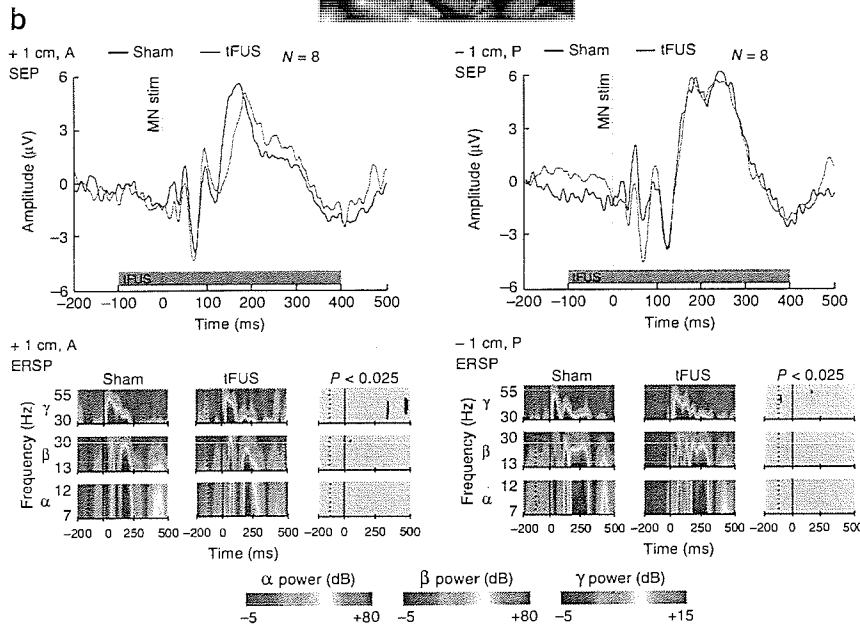 b
+ 1 cm, A
SEP
Sham
tFUS
N = 8
MN stim
6
3
0
−3
−6
Amplitude (µV)
tFUS
−200 −100 0 100 200 300 400 500
Time (ms)
− 1 cm, P
SEP
Sham
tFUS
N = 8
MN stim
6
3
0
−3
−6
Amplitude (µV)
tFUS
−200 −100 0 100 200 300 400 500
Time (ms)
+ 1 cm, A
ERSP
Sham tFUS P < 0.025
Frequency (Hz)
γ 55 30
β 30 13
α 12 7
−200 0 250 500 −200 0 250 500 −200 0 250 500
Time (ms)
− 1 cm, P
ERSP
Sham tFUS P < 0.025
Frequency (Hz)
γ 55 30
β 30 13
α 12 7
−200 0 250 500 −200 0 250 500 −200 0 250 500
Time (ms)
α power (dB) β power (dB) γ power (dB)
−5 +80 −5 +80 −5 +15